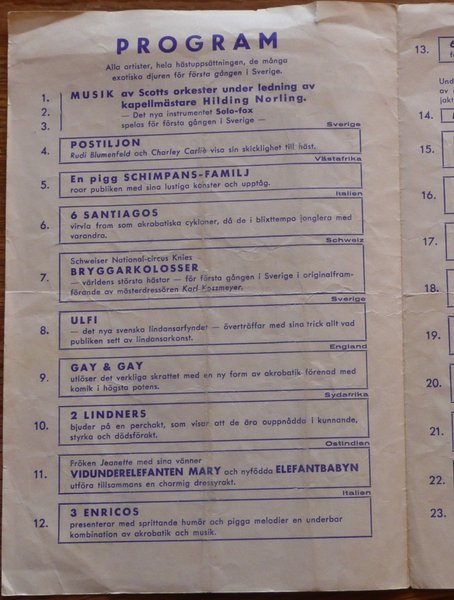 PROGRAM
Alla artister, hela hästuppsättningen, de många
exotiska djuren för första gången i Sverige.
1. MUSIK av Scotts orkester under ledning av
kapellmästare Hilding Norling.
2. — Det nya instrumentet Solo-fox
3. spelas för första gången i Sverige —
Sverige
4. POSTILJON
Rudi Blumenfeld och Charley Carliè visa sin skicklighet till häst.
Västafrika
5. En pigg SCHIMPANS-FAMILJ
roar publiken med sina lustiga konster och upptåg.
Italien
6. 6 SANTIAGOS
virvla fram som akrobatiska cykloner, då de i blixttempo jonglera med
varandra.
Schweiz
7. Schweiser National-circus Knies
BRYGGARKOLOSSER
— världens största hästar — för första gången i Sverige i originalfram-
förande av mästerdressären Karl Kossmeyer.
Sverige
8. ULFI
— det nya svenska lindansarfyndet — överträffar med sina trick allt vad
publiken sett av lindansarkonst.
England
9. GAY & GAY
utlöser det verkliga skrattet med en ny form av akrobatik förenad med
komik i högsta potens.
Sydafrika
10. 2 LINDNERS
bjuder på en perchakt, som visar att de äro ouppnådda i kunnande,
styrka och dödsförakt.
Ostindien
11. Fröken Jeanette med sina vänner
VIDUNDERELEFANTEN MARY och nyfödda ELEFANTBABYN
utföra tillsammans en charmig dressyrakt.
Italien
12. 3 ENRICOS
presenterar med sprittande humör och pigga melodier en underbar
kombination av akrobatik och musik.
13.
14.
15.
16.
17.
18.
19.
20.
21.
22.
23.